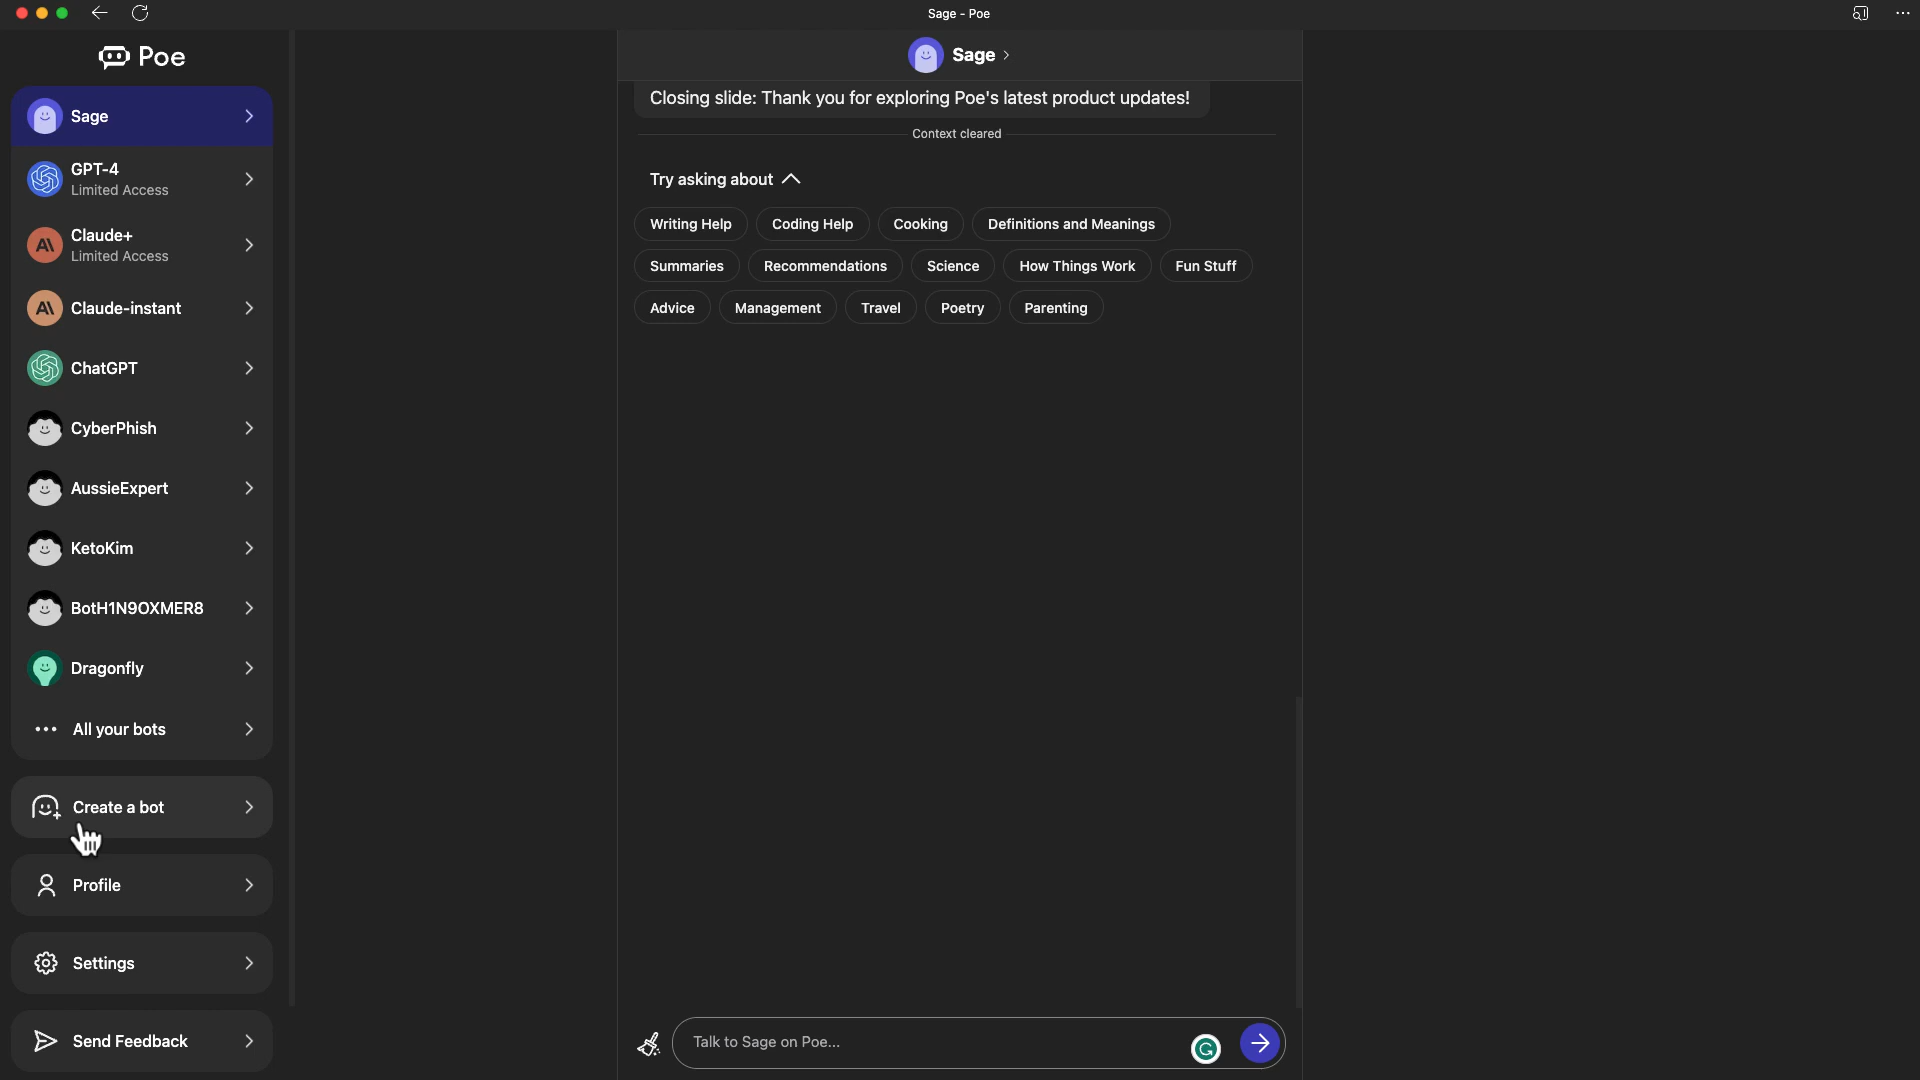 Sage - Poe
Poe
Sage
GPT-4
Limited Access
Claude+
Limited Access
Claude-instant
ChatGPT
CyberPhish
AussieExpert
KetoKim
BotH1N9OXMER8
Dragonfly
All your bots
Create a bot
Profile
Settings
Send Feedback
Sage
Closing slide: Thank you for exploring Poe's latest product updates!
Context cleared
Try asking about
Writing Help Coding Help Cooking Definitions and Meanings
Summaries Recommendations Science How Things Work Fun Stuff
Advice Management Travel Poetry Parenting
Talk to Sage on Poe...